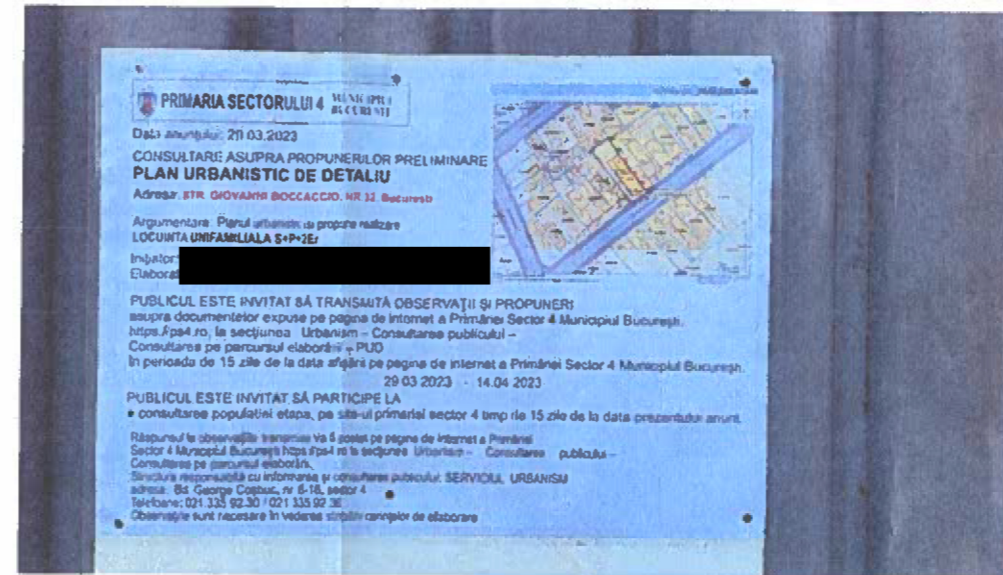 PRIMARIA SECTORULUI 4 MUNICIPIUL BUCUREȘTI
Data anunțului: 29.03.2023
CONSULTARE ASUPRA PROPUNERILOR PRELIMINARE
PLAN URBANISTIC DE DETALIU
Adresa: STR. GIOVANNI BOCCACCIO, NR 32, Bucuresti
Argumentare: Planul urbanistic își propune realizare
LOCUINTA UNIFAMILIALA S+P+2Er
Inițiator:
Elaborat
PUBLICUL ESTE INVITAT SĂ TRANSMITĂ OBSERVAȚII ȘI PROPUNERI
asupra documentelor expuse pe pagina de internet a Primăriei Sector 4 Municipiul București,
https://ps4.ro, la secțiunea Urbanism – Consultarea publicului –
Consultarea pe parcursul elaborării – PUD
În perioada de 15 zile de la data afișării pe pagina de internet a Primăriei Sector 4 Municipiul București.
29.03.2023 - 14.04.2023
PUBLICUL ESTE INVITAT SĂ PARTICIPE LA
• consultarea populației etapa, pe site-ul primariei sector 4 timp de 15 zile de la data prezentului anunt.
Răspunsul la observațiile transmise va fi postat pe pagina de internet a Primăriei
Sector 4 Municipiul București https://ps4.ro la secțiunea Urbanism – Consultarea publicului –
Consultarea pe parcursul elaborării.
Structura responsabilă cu informarea și consultarea publicului: SERVICIUL URBANISM
adresa: Bd. George Coșbuc, nr 6-16, sector 4
Telefoane: 021 335 92 30 / 021 335 92 36
Observațiile sunt necesare în vederea stabilirii cerințelor de elaborare